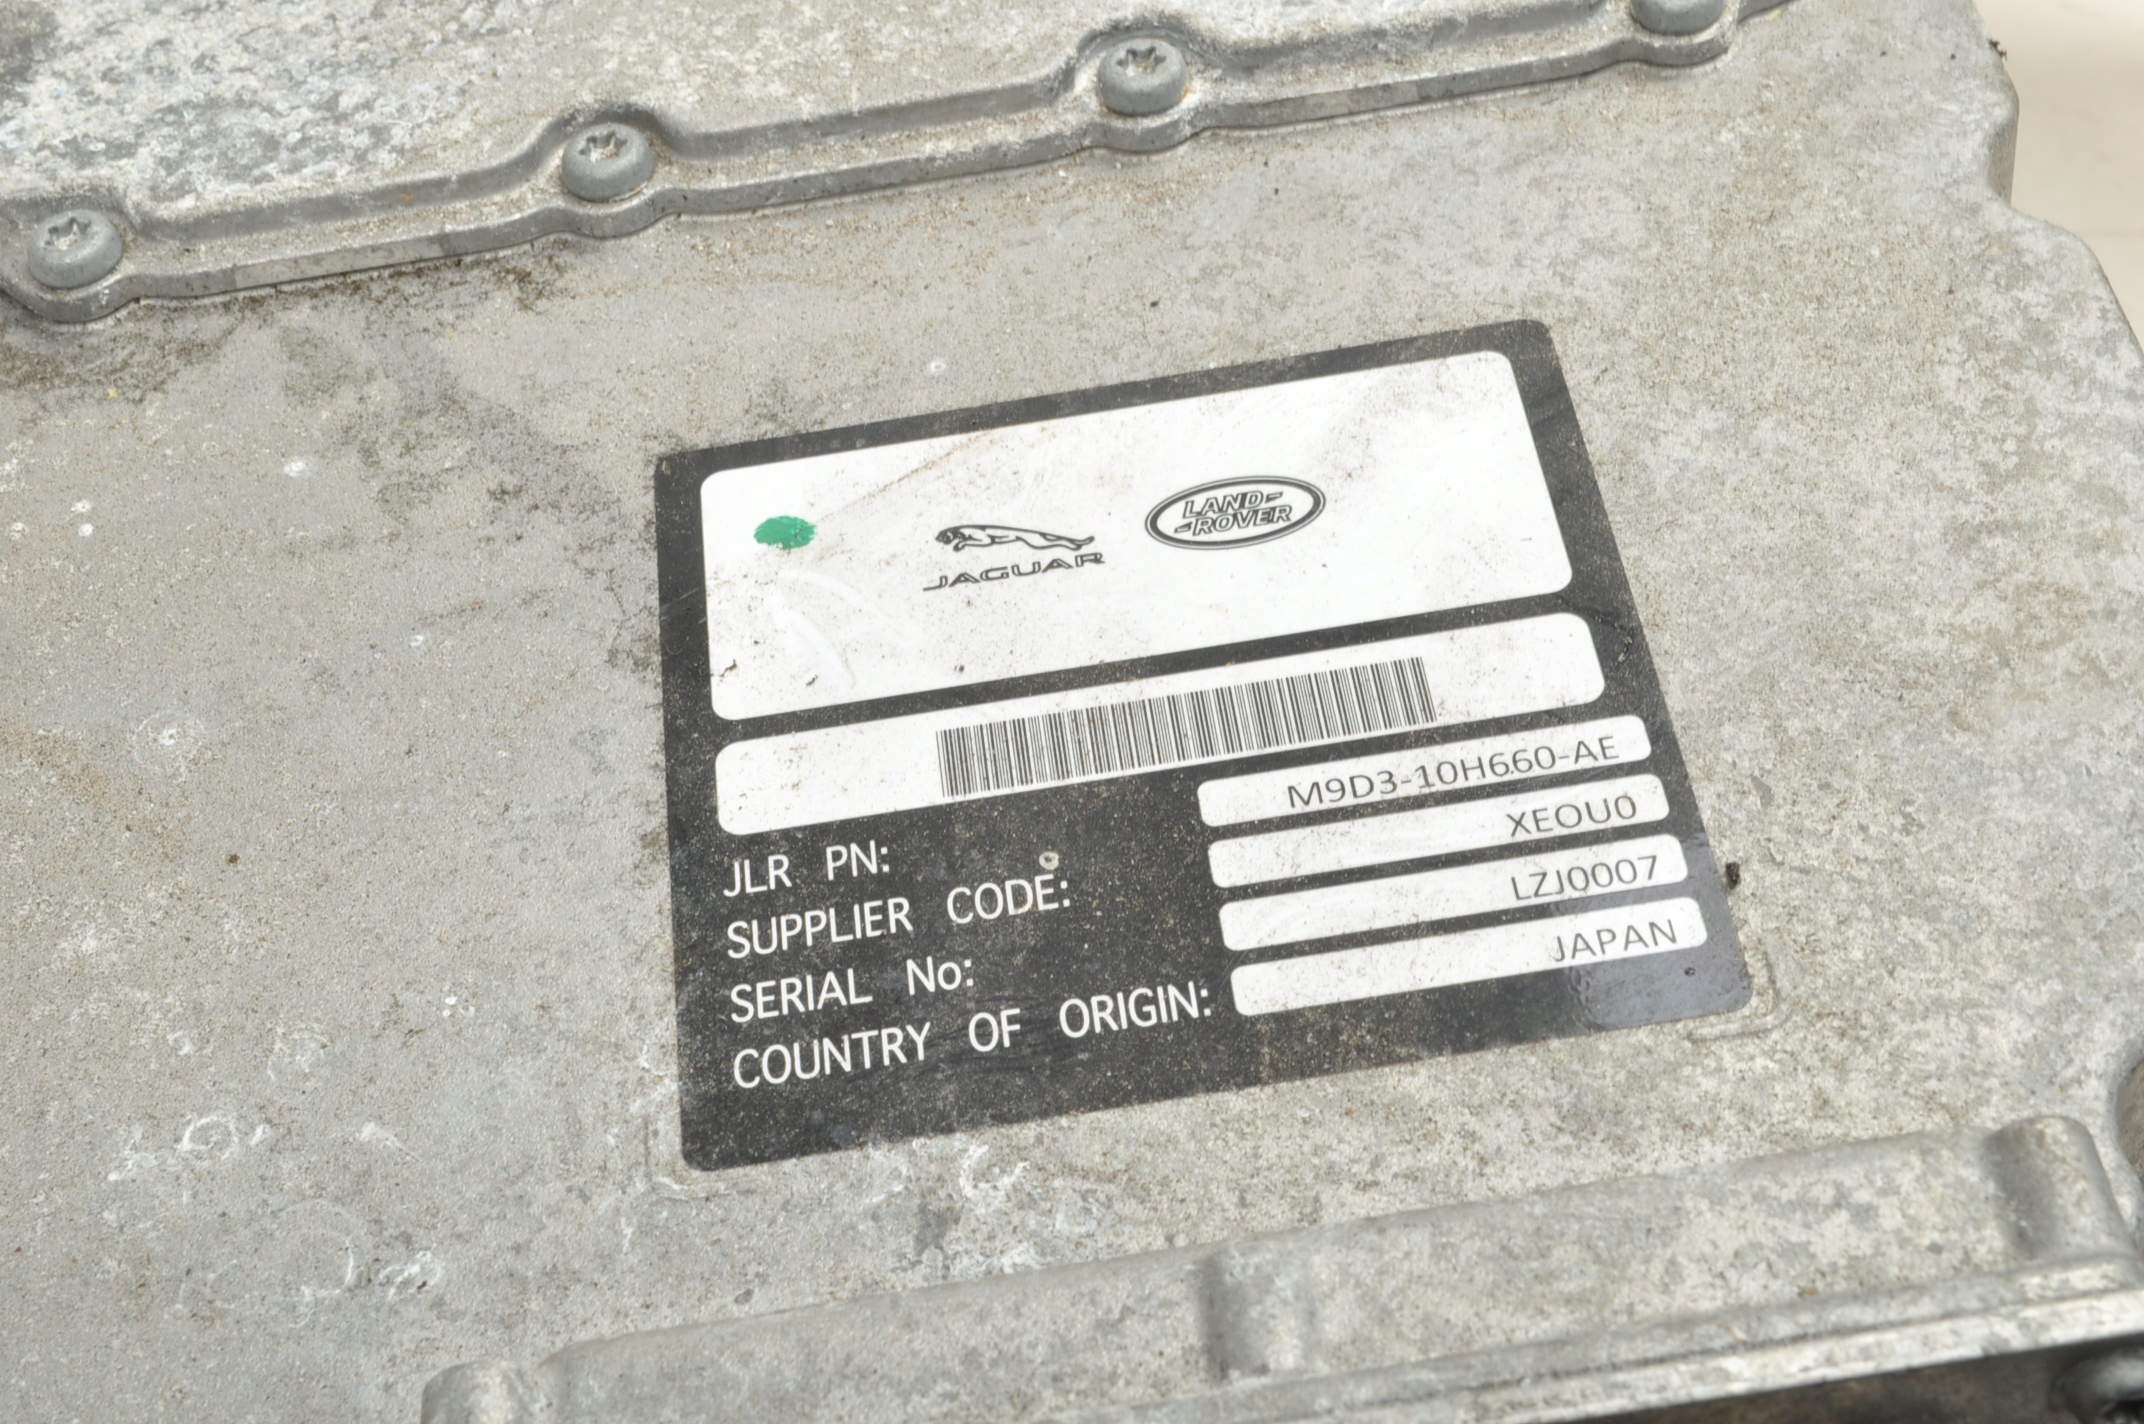 JAGUAR
LAND-
-ROVER
JLR PN: M9D3-10H660-AE
SUPPLIER CODE: XEOU0
SERIAL No: LZJ0007
COUNTRY OF ORIGIN: JAPAN